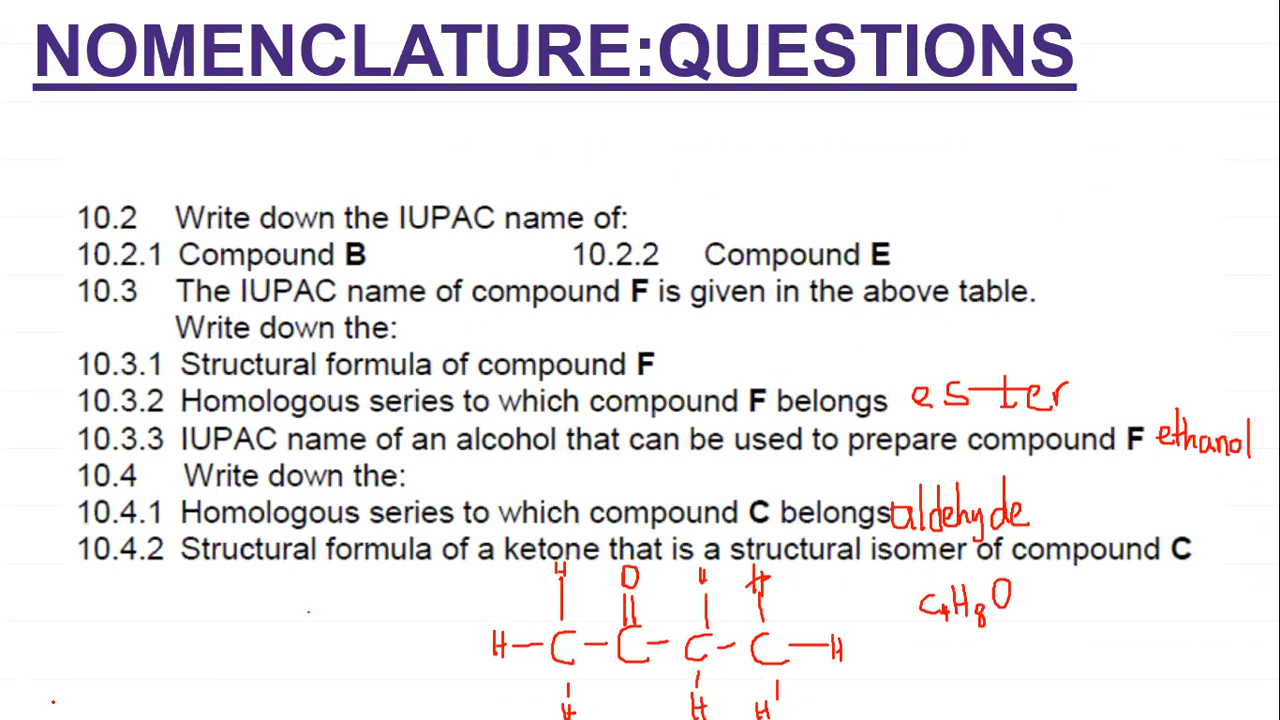 NOMENCLATURE:QUESTIONS
10.2 Write down the IUPAC name of:
10.2.1 Compound B 10.2.2 Compound E
10.3 The IUPAC name of compound F is given in the above table.
Write down the:
10.3.1 Structural formula of compound F
10.3.2 Homologous series to which compound F belongs ester
10.3.3 IUPAC name of an alcohol that can be used to prepare compound F ethanol
10.4 Write down the:
10.4.1 Homologous series to which compound C belongs aldehyde
10.4.2 Structural formula of a ketone that is a structural isomer of compound C
H O H H
C4H8O
H-C-C-C-C-H
H H H